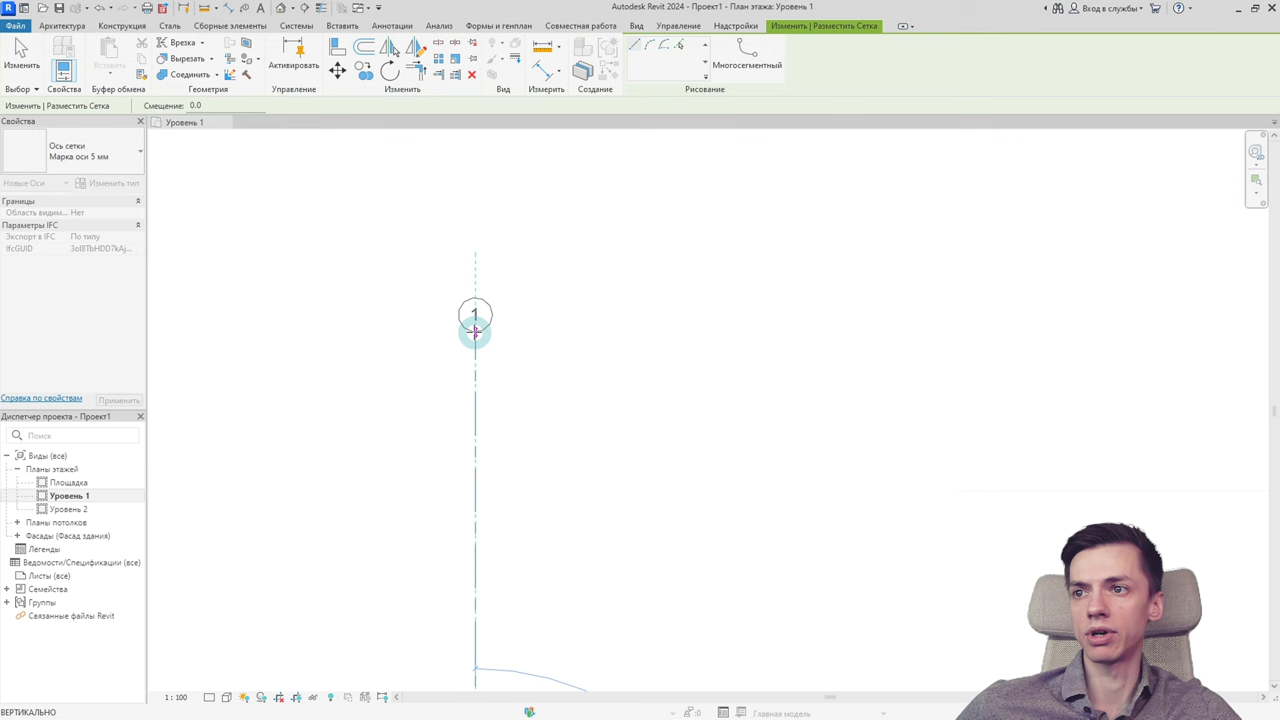 Autodesk Revit 2024 - Проект1 - План этажа: Уровень 1
Вход в службы
Файл Архитектура Конструкция Сталь Сборные элементы Системы Вставить Аннотации Анализ Формы и генплан Совместная работа Вид Управление Настройки Изменить | Разместить Сетка
Изменить
Вставить
Врезка
Вырезать
Соединить
Активировать
Многосегментный
Выбор Свойства Буфер обмена Геометрия Управление Изменить Вид Измерить Создание Рисование
Изменить | Разместить Сетка Смещение: 0.0
Свойства
Уровень 1
Ось сетки
Марка оси 5 мм
Новые Оси Изменить тип
Границы
Область видим... Нет
Параметры IFC
Экспорт в IFC По типу
IfcGUID 3oI8TbHDD7kAj...
1
Справка по свойствам Применить
Диспетчер проекта - Проект1
Поиск
Виды (все)
Планы этажей
Площадка
Уровень 1
Уровень 2
Планы потолков
Фасады (Фасад здания)
Легенды
Ведомости/Спецификации (все)
Листы (все)
Семейства
Группы
Связанные файлы Revit
1 : 100
ВЕРТИКАЛЬНО
:0
Главная модель